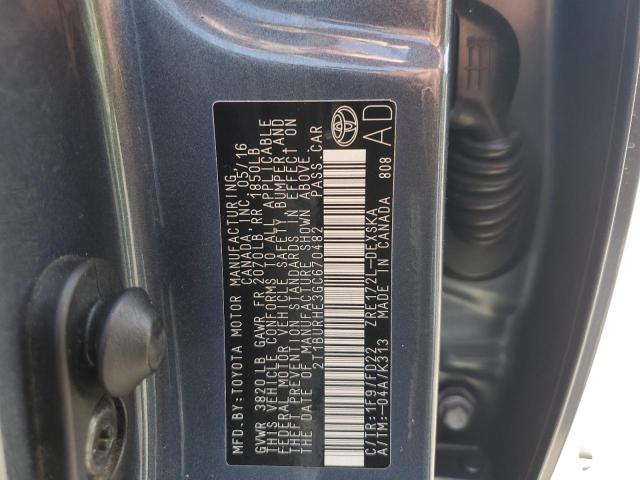 MFD.BY:TOYOTA MOTOR MANUFACTURING
CANADA,INC. 05/16
GVWR 3820LB GAWR FR 2070LB,RR 1850LB
THIS VEHICLE CONFORMS TO ALL APPLICABLE
FEDERAL MOTOR VEHICLE SAFETY, BUMPER AND
THEFT PREVENTION STANDARDS IN EFFECT ON
THE DATE OF MANUFACTURE SHOWN ABOVE.
2T1BURHE3GC670482 PASS.CAR
AD
C/TR:1F9/FD22 ZRE172L-DEXSKA
A/TM:-04A/K313 MADE IN CANADA 808